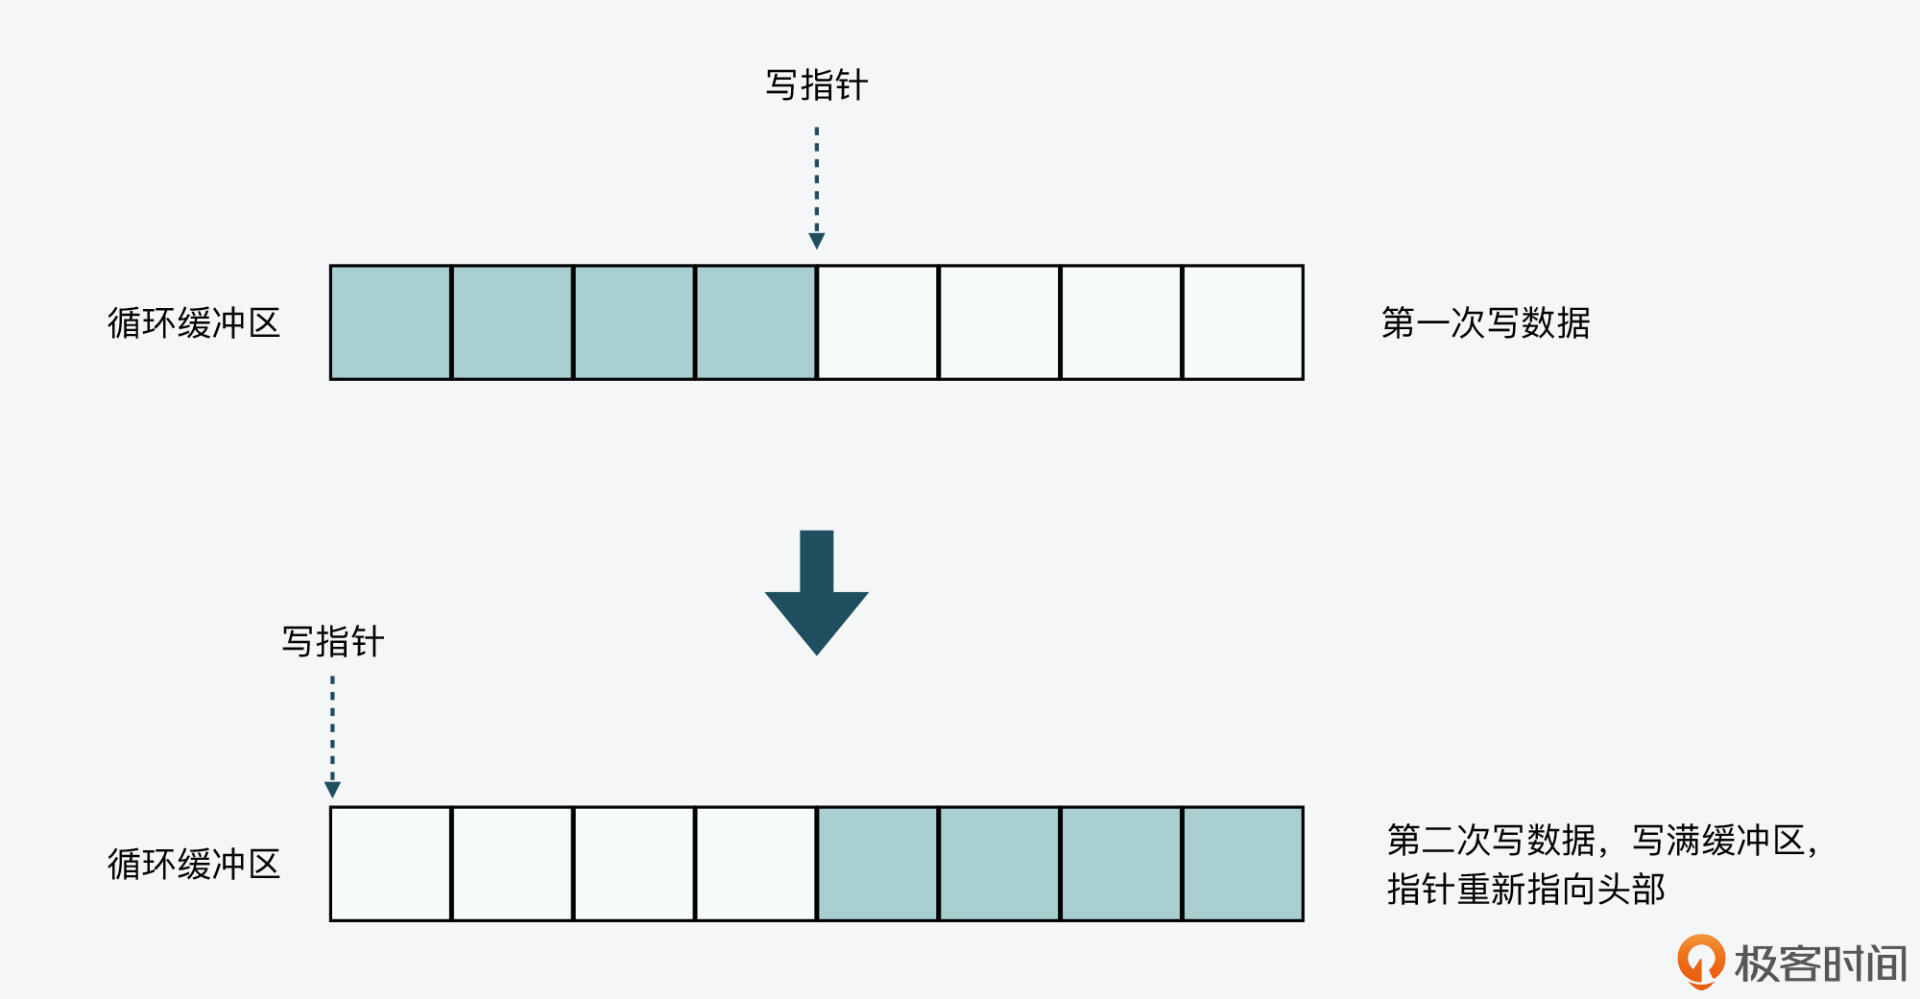 写指针
循环缓冲区
第一次写数据
写指针
循环缓冲区
第二次写数据，写满缓冲区，
指针重新指向头部
极客时间